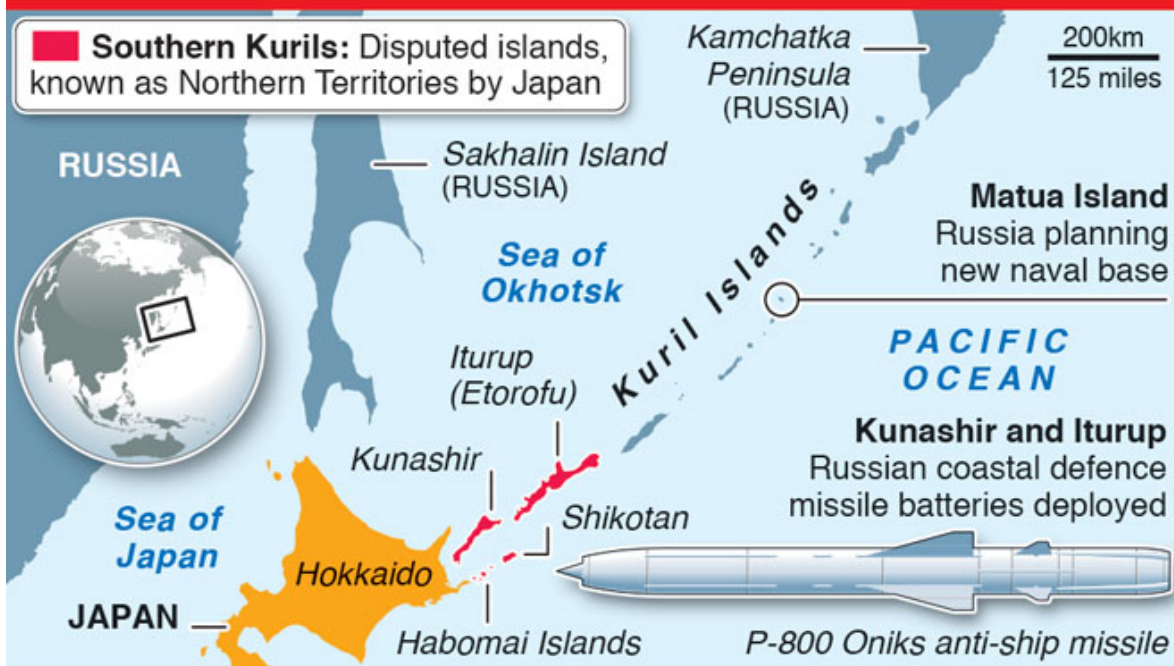 Southern Kurils: Disputed islands,
known as Northern Territories by Japan
Kamchatka
Peninsula
(RUSSIA)
200km
125 miles
RUSSIA
Sakhalin Island
(RUSSIA)
Matua Island
Russia planning
new naval base
Sea of
Okhotsk
Kuril Islands
PACIFIC
OCEAN
Iturup
(Etorofu)
Kunashir
Kunashir and Iturup
Russian coastal defence
missile batteries deployed
Shikotan
Sea of
Japan
Hokkaido
JAPAN
Habomai Islands
P-800 Oniks anti-ship missile